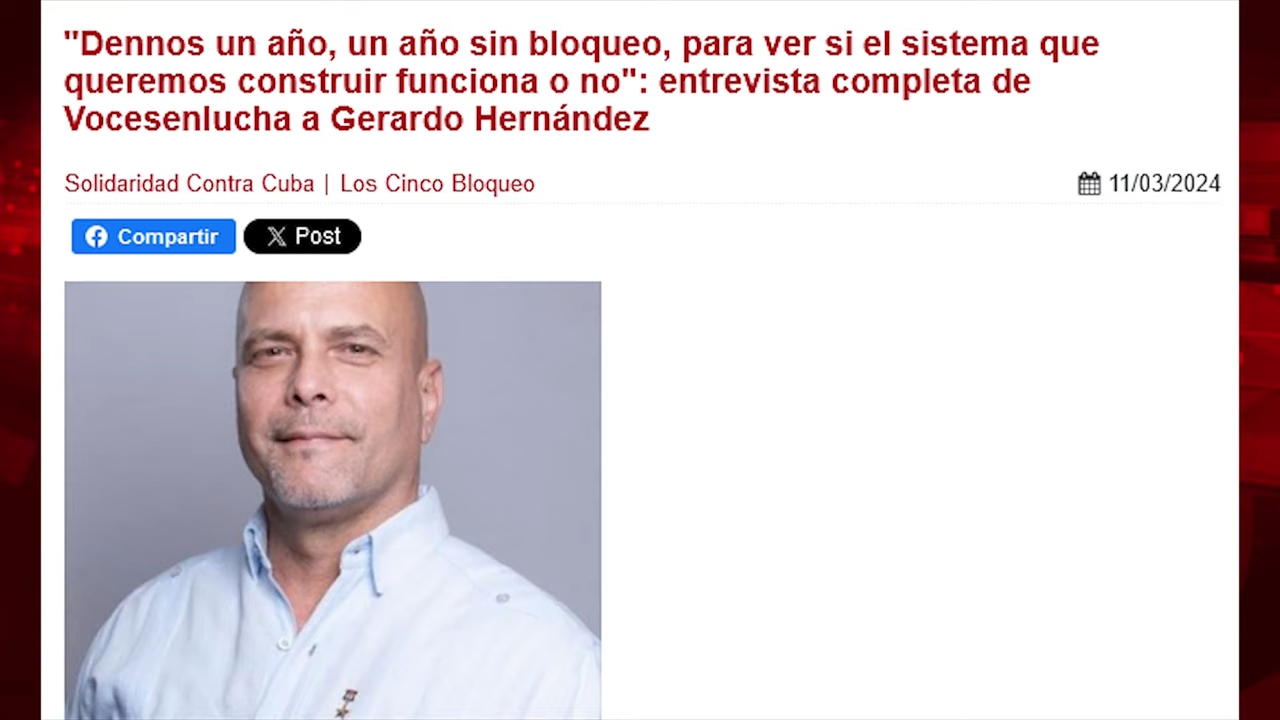 "Dennos un año, un año sin bloqueo, para ver si el sistema que
queremos construir funciona o no": entrevista completa de
Vocesenlucha a Gerardo Hernández
Solidaridad Contra Cuba | Los Cinco Bloqueo
11/03/2024
Compartir
Post